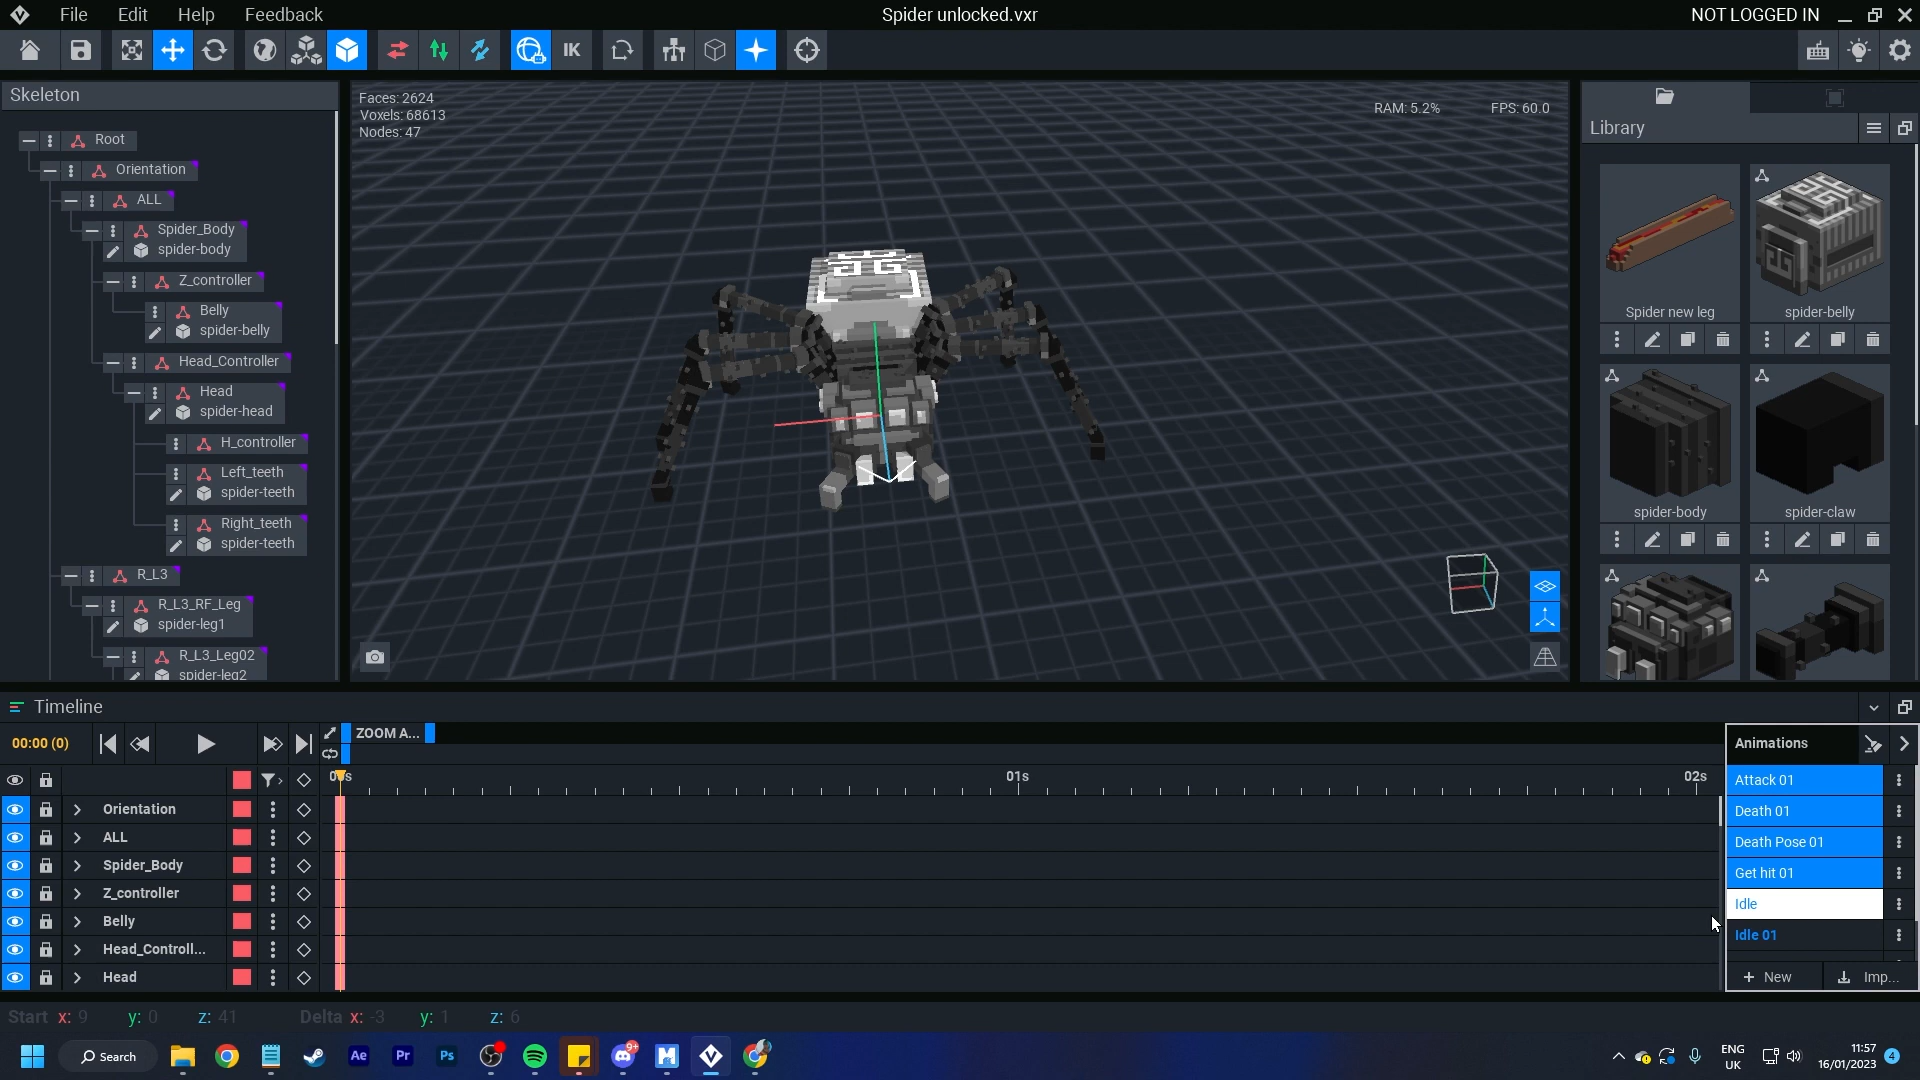 File Edit Help Feedback
Spider unlocked.vxr
NOT LOGGED IN
IK
Skeleton
Root
Orientation
ALL
Spider_Body
spider-body
Z_controller
Belly
spider-belly
Head_Controller
Head
spider-head
H_controller
Left_teeth
spider-teeth
Right_teeth
spider-teeth
R_L3
R_L3_RF_Leg
spider-leg1
R_L3_Leg02
spider-leg2
Faces: 2624
Voxels: 68613
Nodes: 47
RAM: 5.2% FPS: 60.0
Library
Spider new leg
spider-belly
spider-body
spider-claw
Timeline
00:00 (0)
ZOOM A...
01s
02s
Orientation
ALL
Spider_Body
Z_controller
Belly
Head_Controll...
Head
Animations
Attack 01
Death 01
Death Pose 01
Get hit 01
Idle
Idle 01
+ New
Imp...
Start x: 9 y: 0 z: 41 Delta x: -3 y: 1 z: 6
Search
Ae
Pr
Ps
9+
ENG
UK
11:57
16/01/2023
4